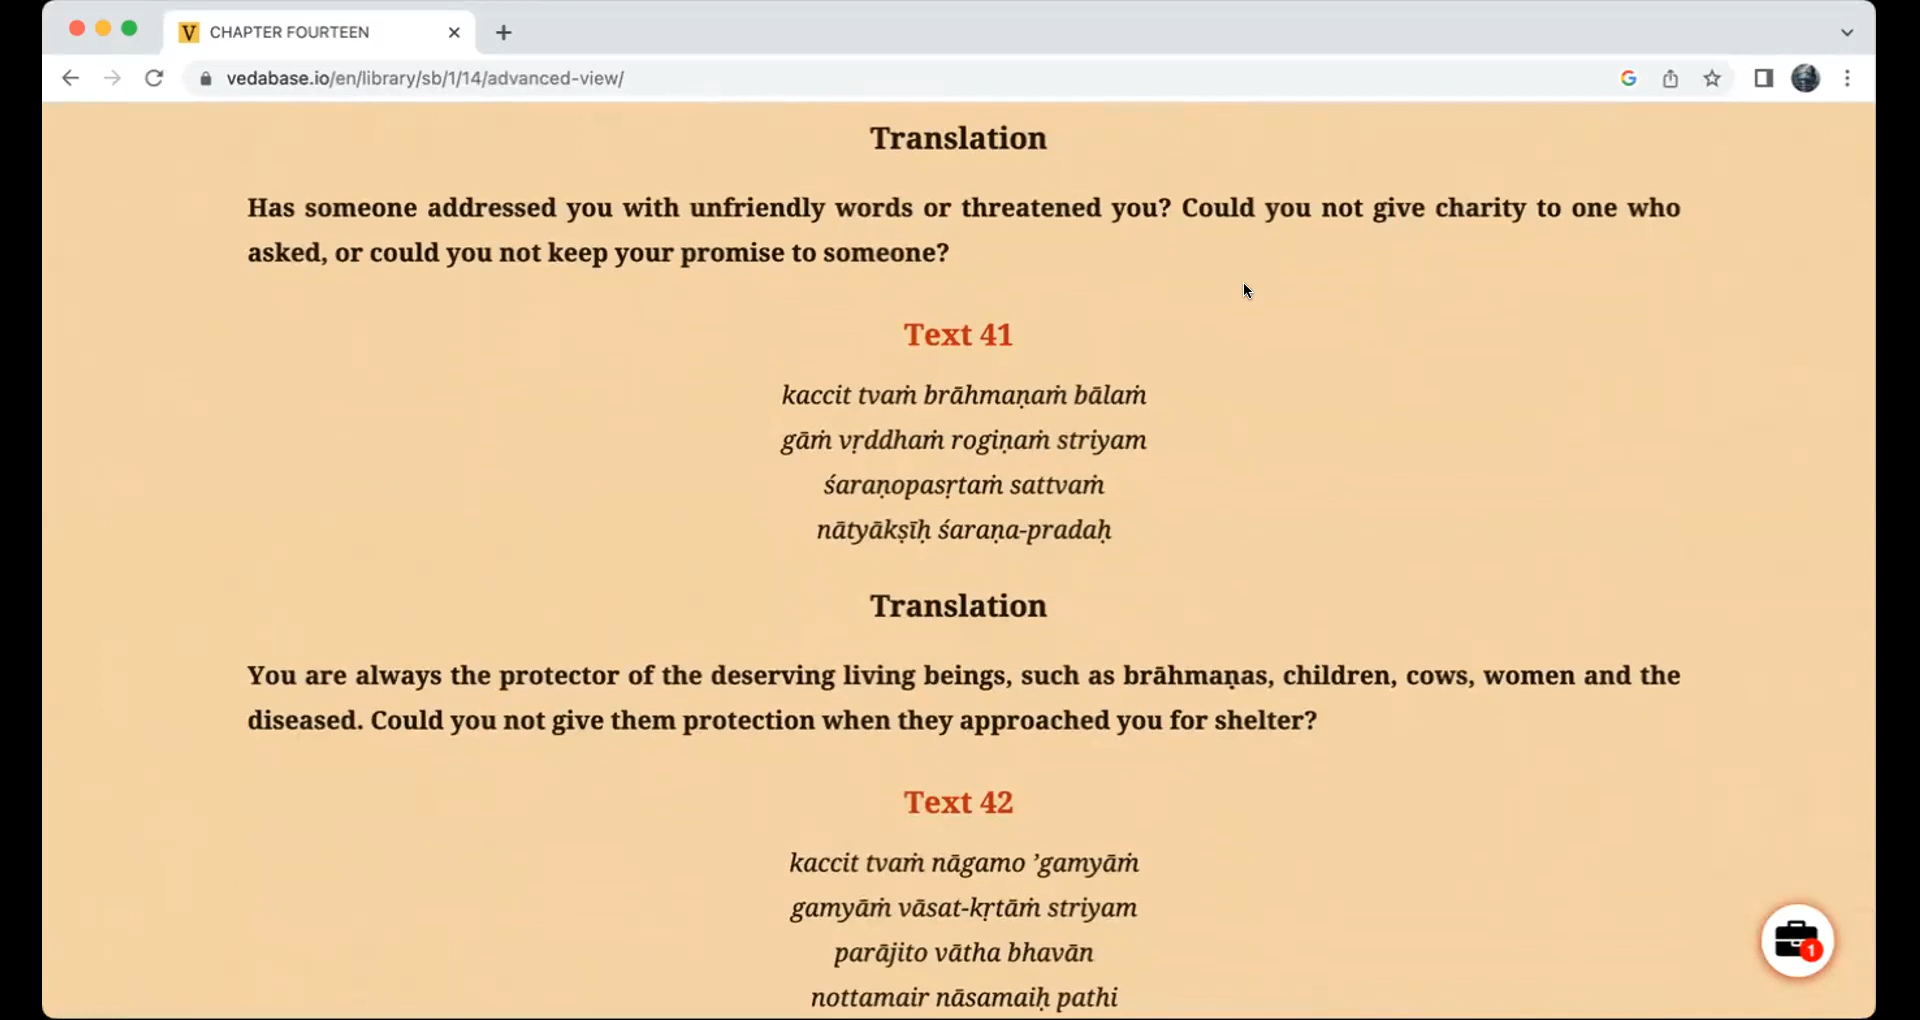 CHAPTER FOURTEEN
vedabase.io/en/library/sb/1/14/advanced-view/
Translation
Has someone addressed you with unfriendly words or threatened you? Could you not give charity to one who
asked, or could you not keep your promise to someone?
Text 41
kaccit tvaṁ brāhmaṇaṁ bālaṁ
gāṁ vṛddhaṁ rogiṇaṁ striyam
śaraṇopasṛtaṁ sattvaṁ
nātyākṣīḥ śaraṇa-pradaḥ
Translation
You are always the protector of the deserving living beings, such as brāhmaṇas, children, cows, women and the
diseased. Could you not give them protection when they approached you for shelter?
Text 42
kaccit tvaṁ nāgamo ’gamyāṁ
gamyāṁ vāsat-kṛtāṁ striyam
parājito vātha bhavān
nottamair nāsamaiḥ pathi
1